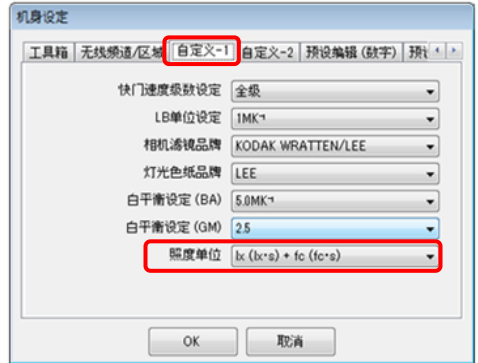 机身设定
工具箱 无线频道/区域 自定义-1 自定义-2 预设编辑 (数字) 预
快门速度级数设定 全级
LB单位设定 1MK⁻¹
相机滤镜品牌 KODAK WRATTEN/LEE
灯光色纸品牌 LEE
白平衡设定 (BA) 5.0MK⁻¹
白平衡设定 (GM) 2.5
照度单位 lx (lx·s) + fc (fc·s)
OK 取消